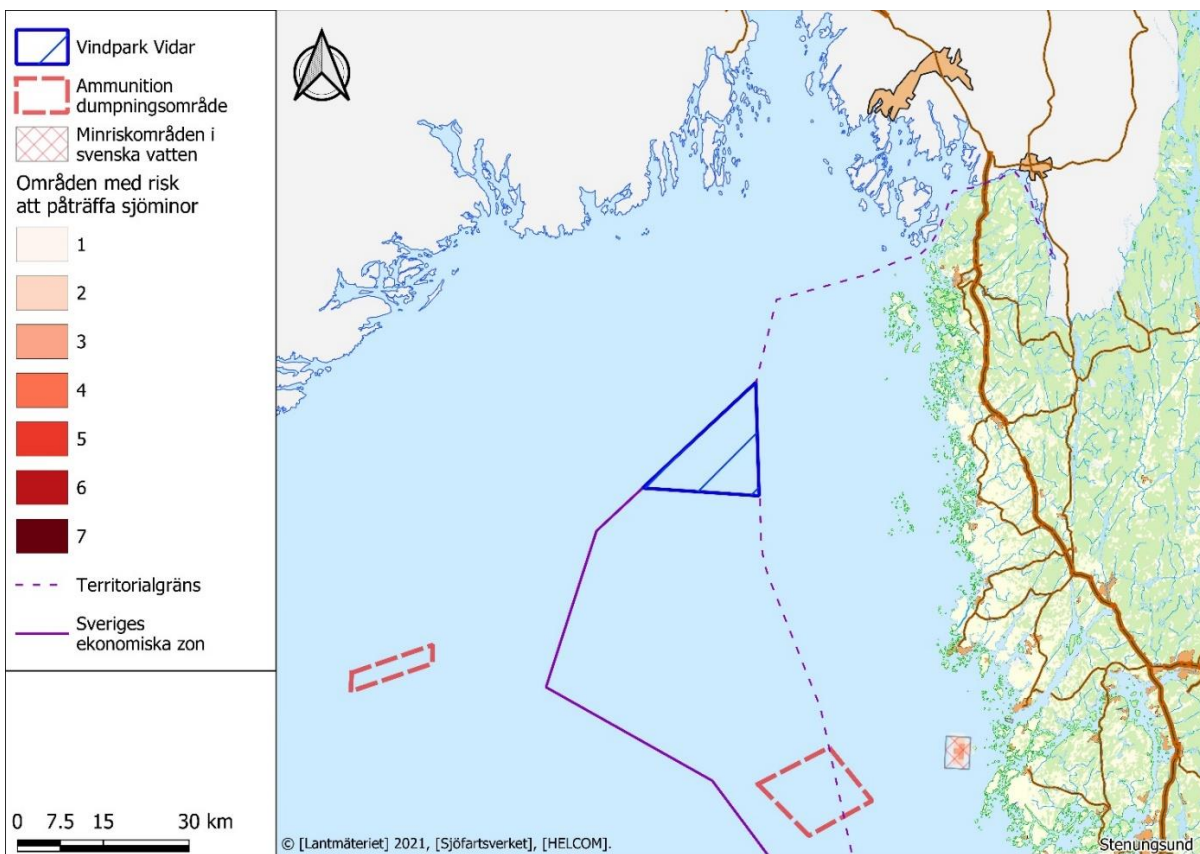 Vindpark Vidar
Ammunition
dumpningsområde
Minriskområden i
svenska vatten
Områden med risk
att påträffa sjöminor
1
2
3
4
5
6
7
Territorialgräns
Sveriges
ekonomiska zon
0 7.5 15 30 km
© [Lantmäteriet] 2021, [Sjöfartsverket], [HELCOM].
Stenungsund